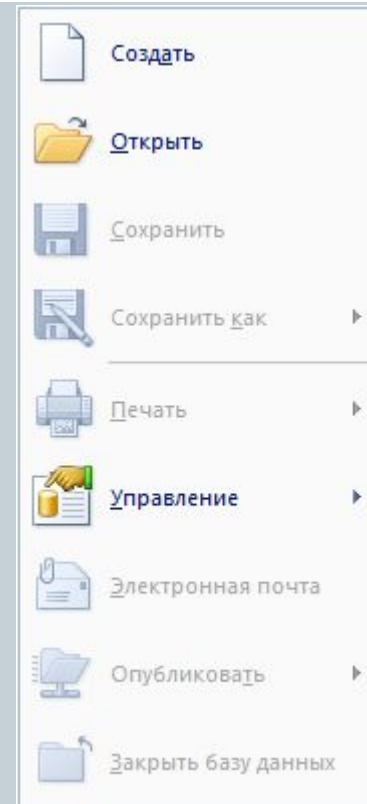 Создать
Открыть
Сохранить
Сохранить как
Печать
Управление
Электронная почта
Опубликовать
Закрыть базу данных